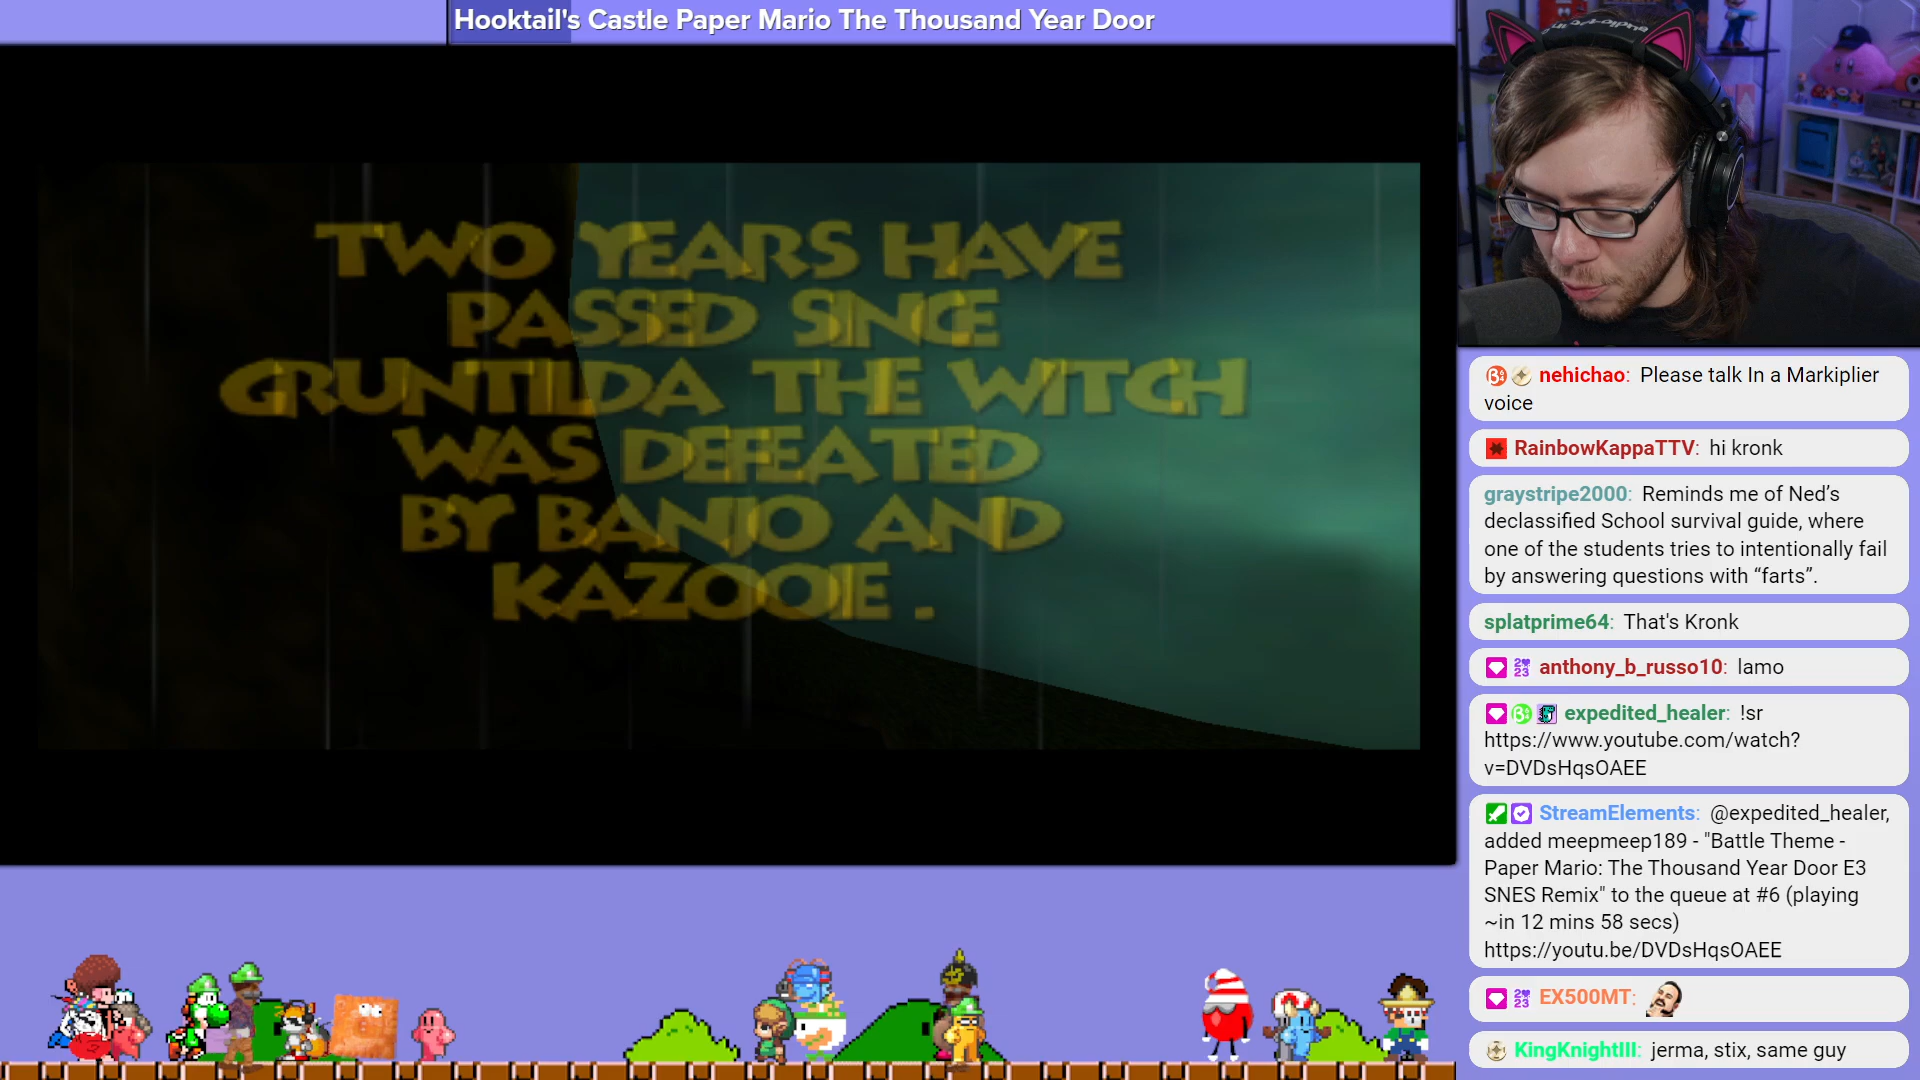 Hooktail's Castle Paper Mario The Thousand Year Door
TWO YEARS HAVE
PASSED SINCE
GRUNTILDA THE WITCH
WAS DEFEATED
BY BANJO AND
KAZOOIE .
nehichao: Please talk In a Markiplier
voice
RainbowKappaTTV: hi kronk
graystripe2000: Reminds me of Ned’s
declassified School survival guide, where
one of the students tries to intentionally fail
by answering questions with “farts”.
splatprime64: That's Kronk
anthony_b_russo10: lamo
expedited_healer: !sr
https://www.youtube.com/watch?
v=DVDsHqsOAEE
StreamElements: @expedited_healer,
added meepmeep189 - "Battle Theme -
Paper Mario: The Thousand Year Door E3
SNES Remix" to the queue at #6 (playing
~in 12 mins 58 secs)
https://youtu.be/DVDsHqsOAEE
EX500MT:
KingKnightIII: jerma, stix, same guy